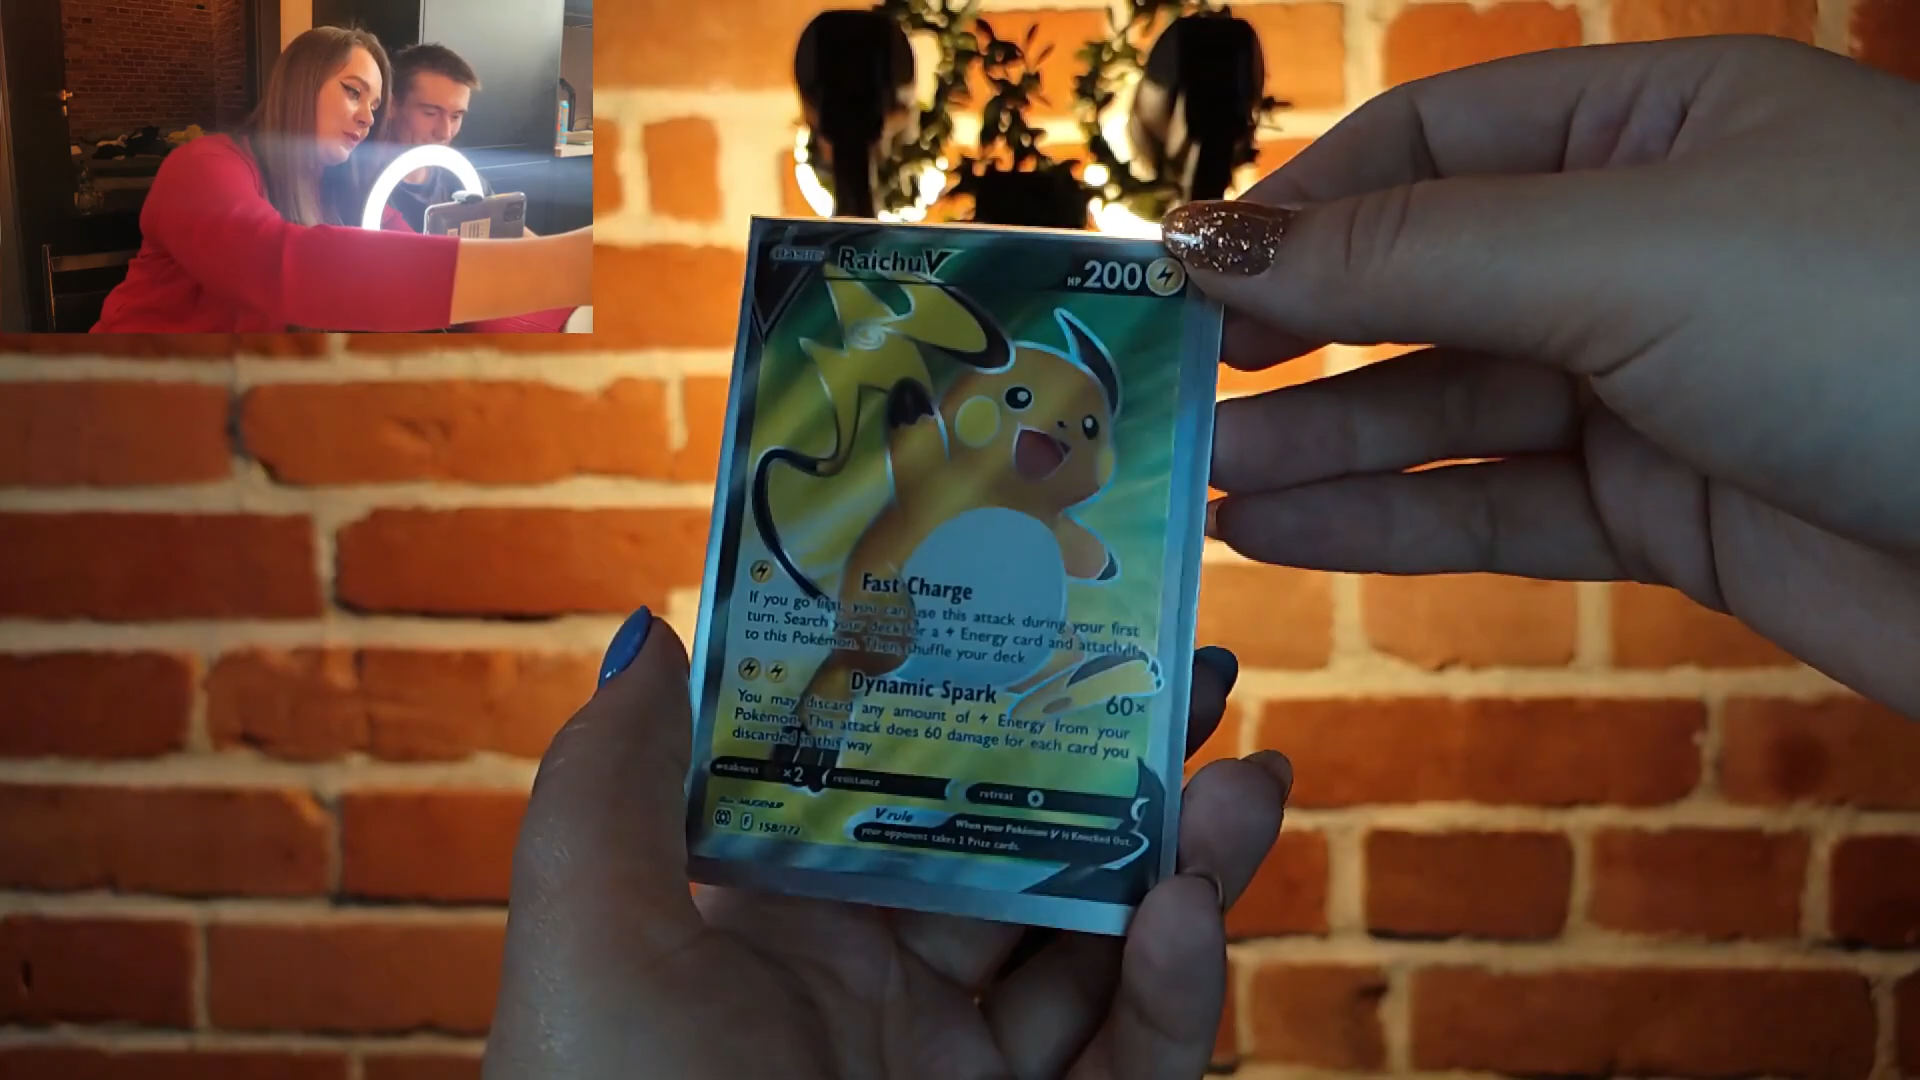 BASIC RaichuV HP 200
Fast Charge
If you go first, you can use this attack during your first
turn. Search your deck for a Energy card and attach it
to this Pokémon. Then, shuffle your deck
Dynamic Spark 60×
You may discard any amount of Energy from your
Pokémon. This attack does 60 damage for each card you
discarded in this way
weakness ×2 resistance retreat
Illus. MUGENUP
F 158/172
V rule When your Pokémon V is Knocked Out,
your opponent takes 2 Prize cards.